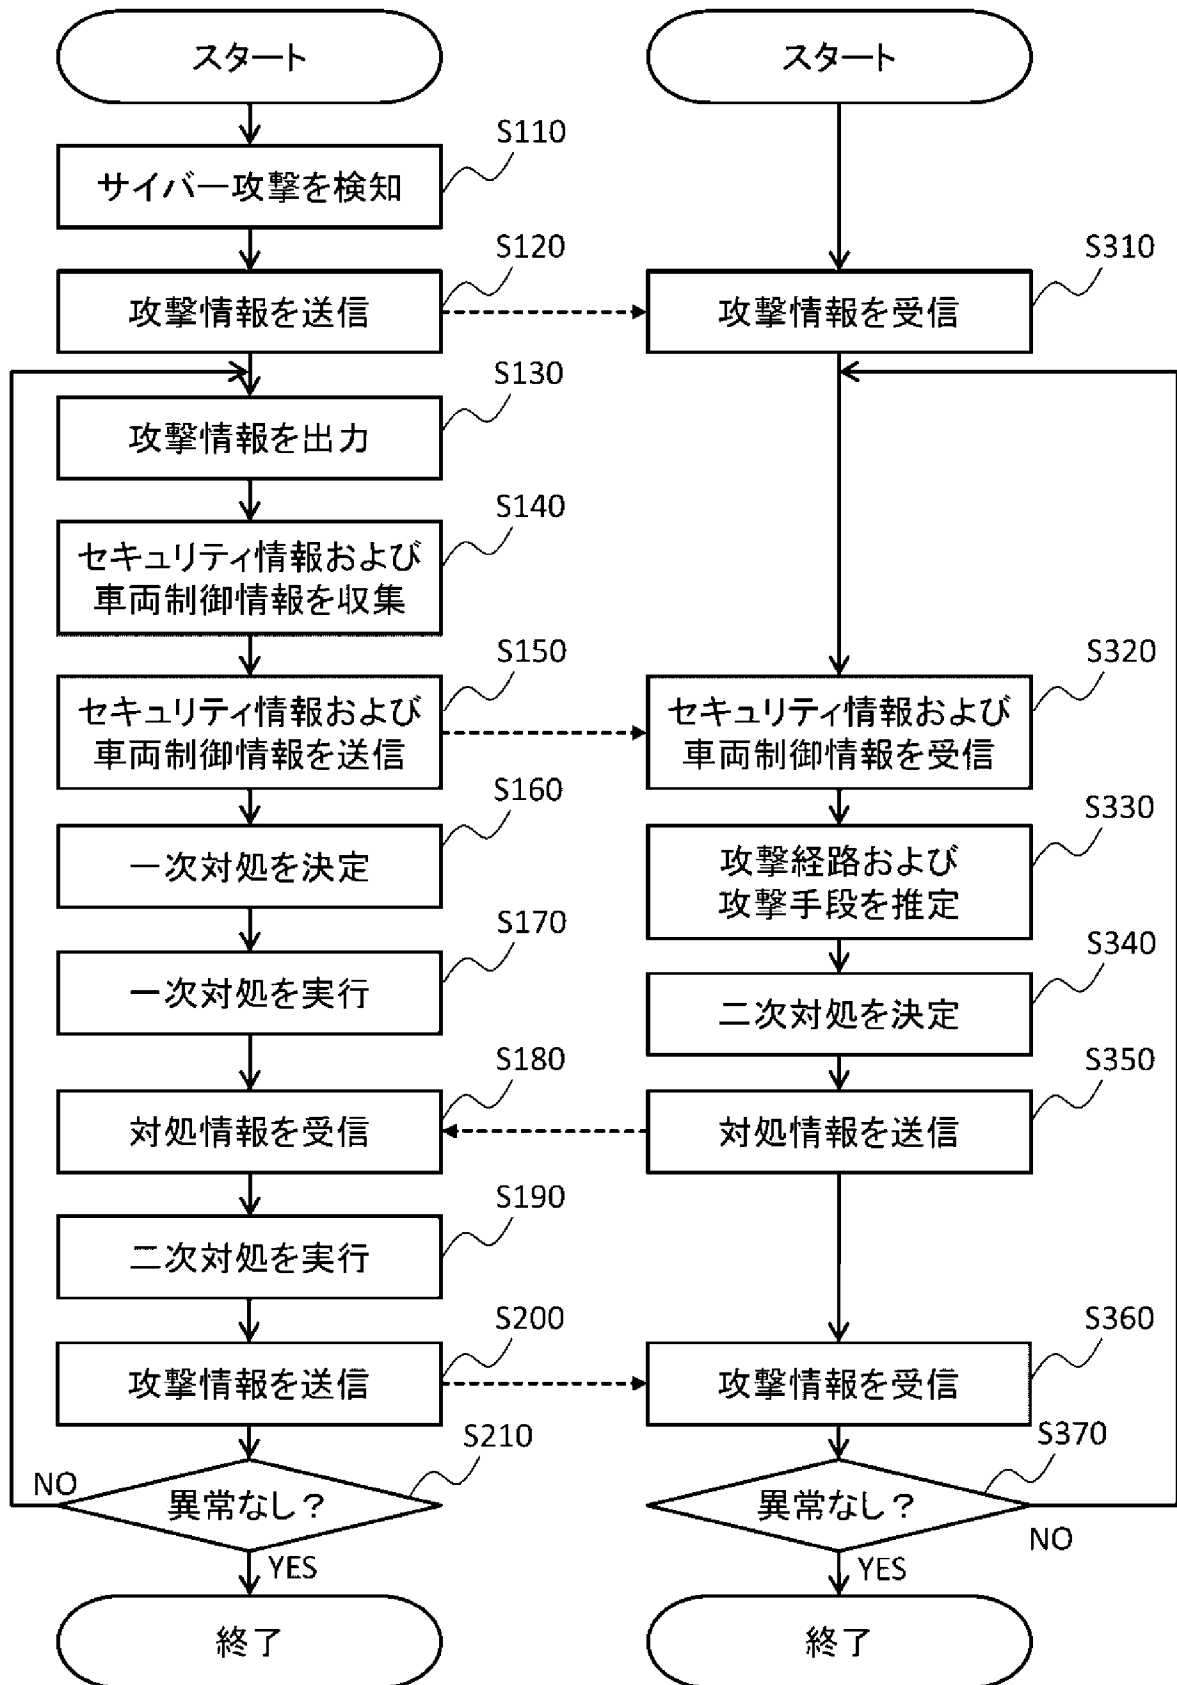 スタート
S110
サイバー攻撃を検知
S120
攻撃情報を送信
S130
攻撃情報を出力
S140
セキュリティ情報および
車両制御情報を収集
S150
セキュリティ情報および
車両制御情報を送信
S160
一次対処を決定
S170
一次対処を実行
S180
対処情報を受信
S190
二次対処を実行
S200
攻撃情報を送信
S210
異常なし？
NO
YES
終了
スタート
S310
攻撃情報を受信
S320
セキュリティ情報および
車両制御情報を受信
S330
攻撃経路および
攻撃手段を推定
S340
二次対処を決定
S350
対処情報を送信
S360
攻撃情報を受信
S370
異常なし？
NO
YES
終了